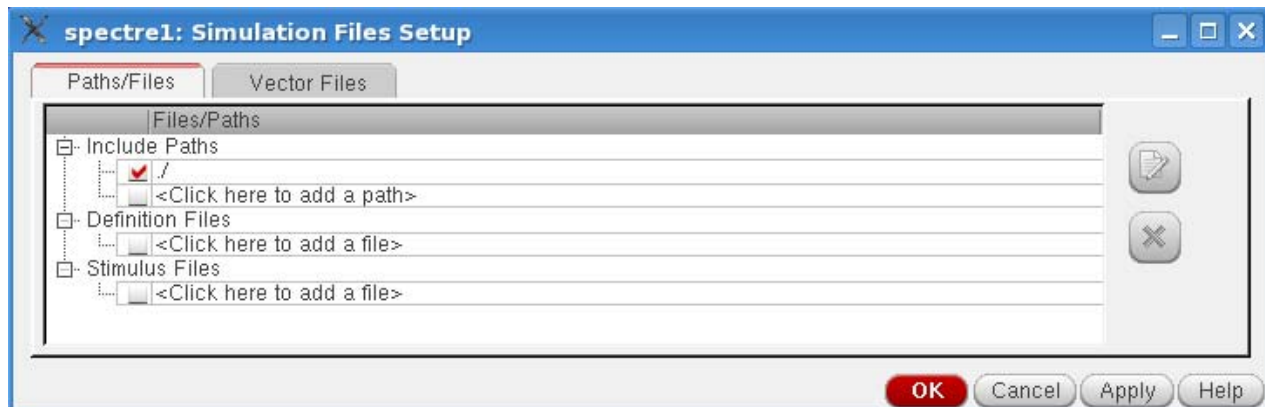 spectre1: Simulation Files Setup
Paths/Files Vector Files
Files/Paths
Include Paths
./
<Click here to add a path>
Definition Files
<Click here to add a file>
Stimulus Files
<Click here to add a file>
OK Cancel Apply Help